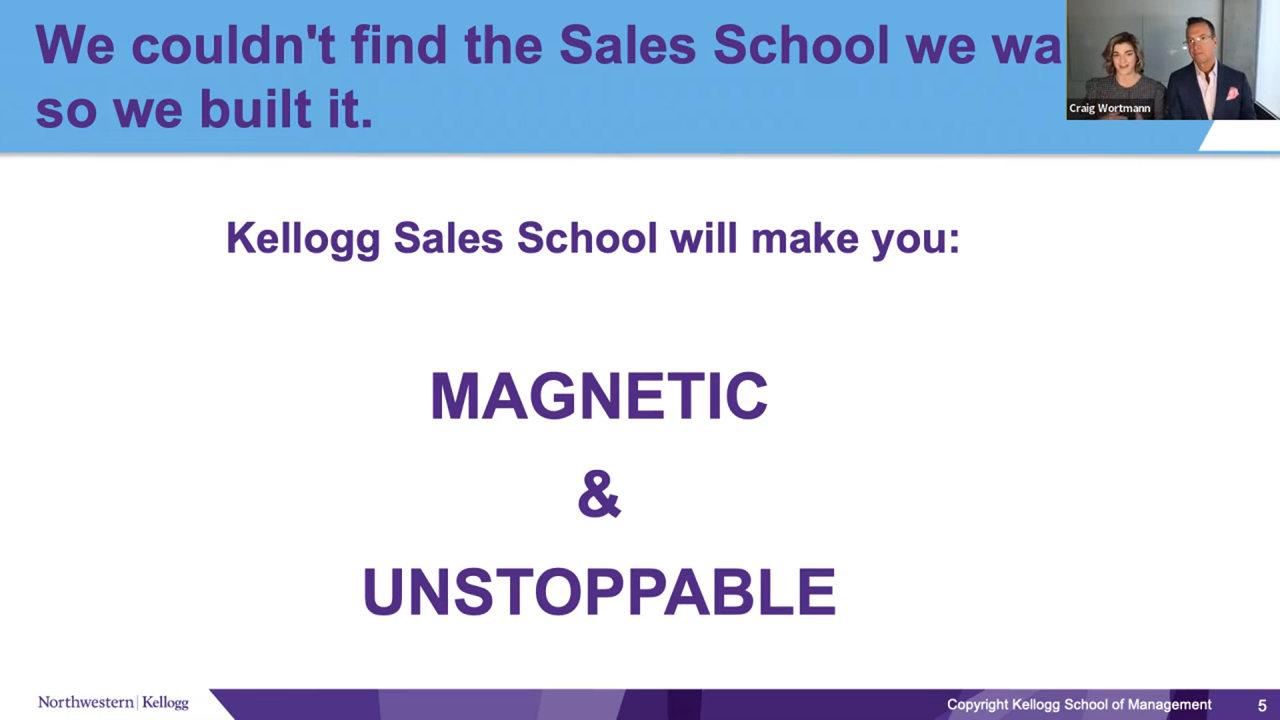 We couldn't find the Sales School we wa
so we built it.
Craig Wortmann
Kellogg Sales School will make you:
MAGNETIC
&
UNSTOPPABLE
Northwestern | Kellogg
Copyright Kellogg School of Management 5